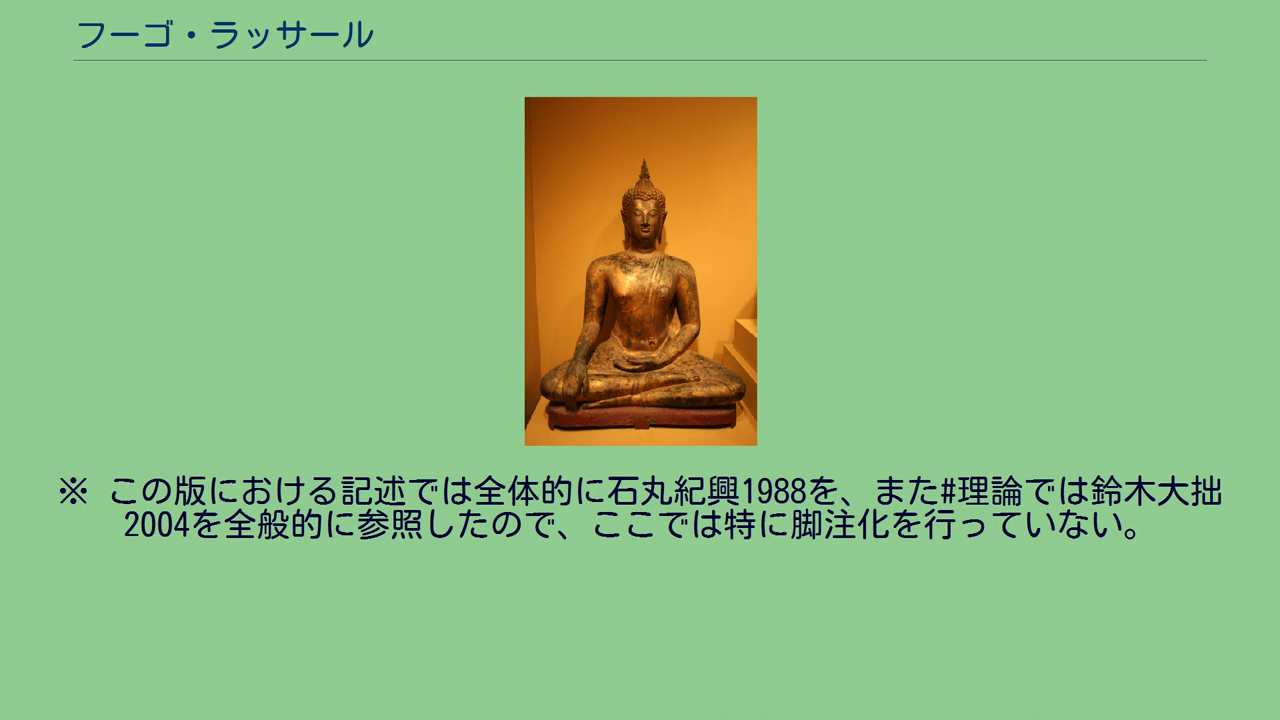 フーゴ・ラッサール
※ この版における記述では全体的に石丸紀興1988を、また#理論では鈴木大拙
2004を全般的に参照したので、ここでは特に脚注化を行っていない。